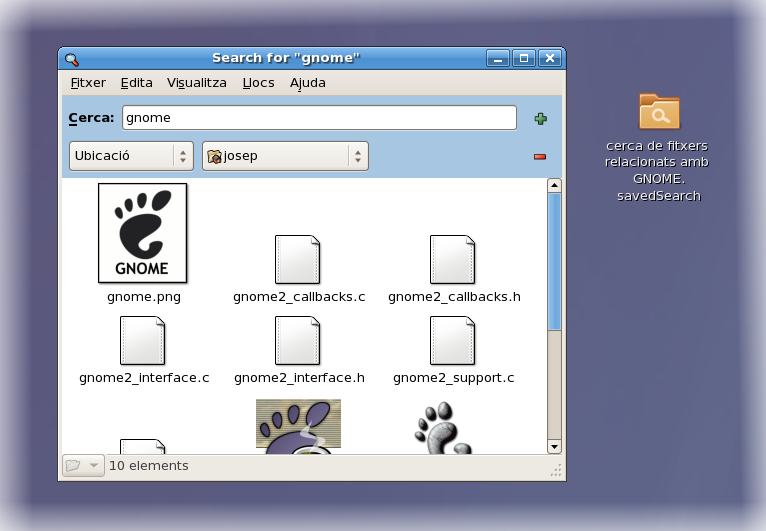 Search for "gnome"
Fitxer Edita Visualitza Llocs Ajuda
Cerca: gnome
Ubicació josep
GNOME
gnome.png gnome2_callbacks.c gnome2_callbacks.h
gnome2_interface.c gnome2_interface.h gnome2_support.c
10 elements
cerca de fitxers
relacionats amb
GNOME.
savedSearch